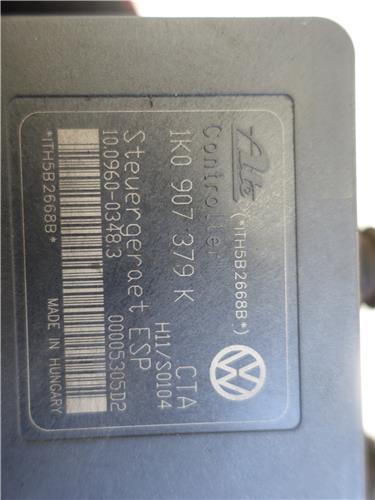 Ate (*1TH5B2668B*)
Controller
1K0 907 379 K CTA
H11/S0104
Steuergeraet ESP
10.0960-0348.3 00005305D2
*1TH5B2668B* MADE IN HUNGARY